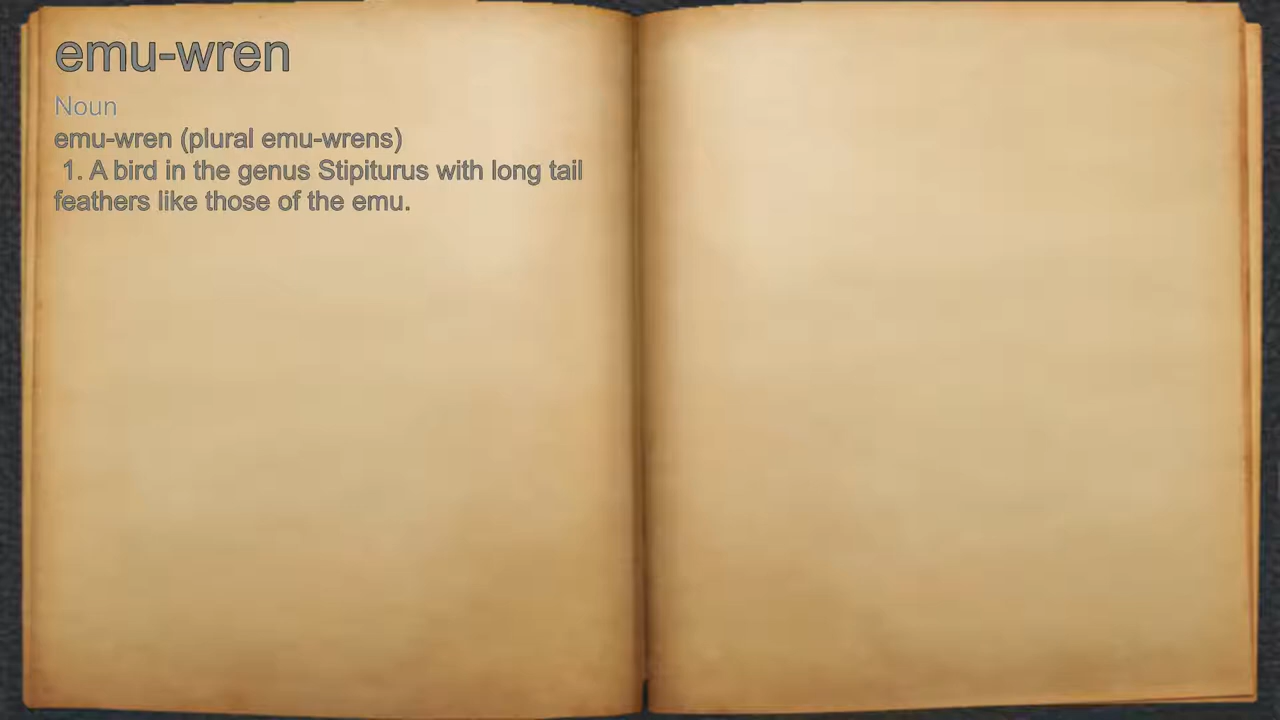 emu-wren
Noun
emu-wren (plural emu-wrens)
1. A bird in the genus Stipiturus with long tail
feathers like those of the emu.